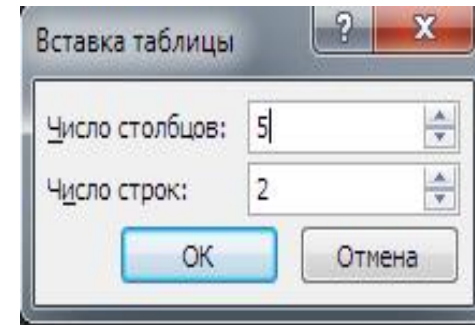 Вставка таблицы ? X
Число столбцов: 5
Число строк: 2
ОК Отмена